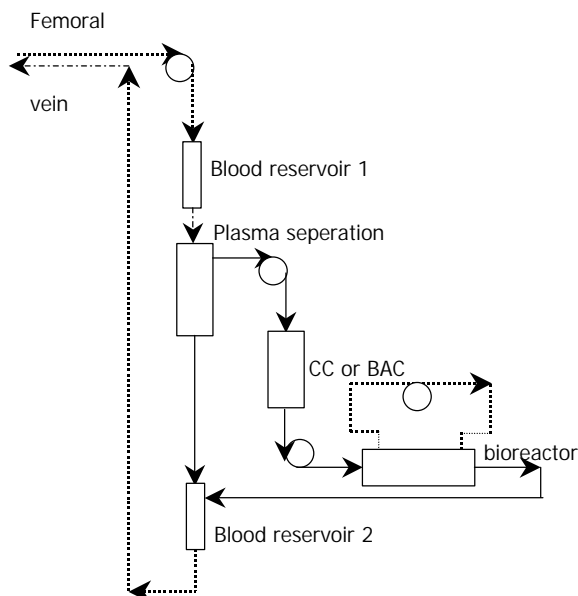 Femoral
vein
Blood reservoir 1
Plasma seperation
CC or BAC
bioreactor
Blood reservoir 2